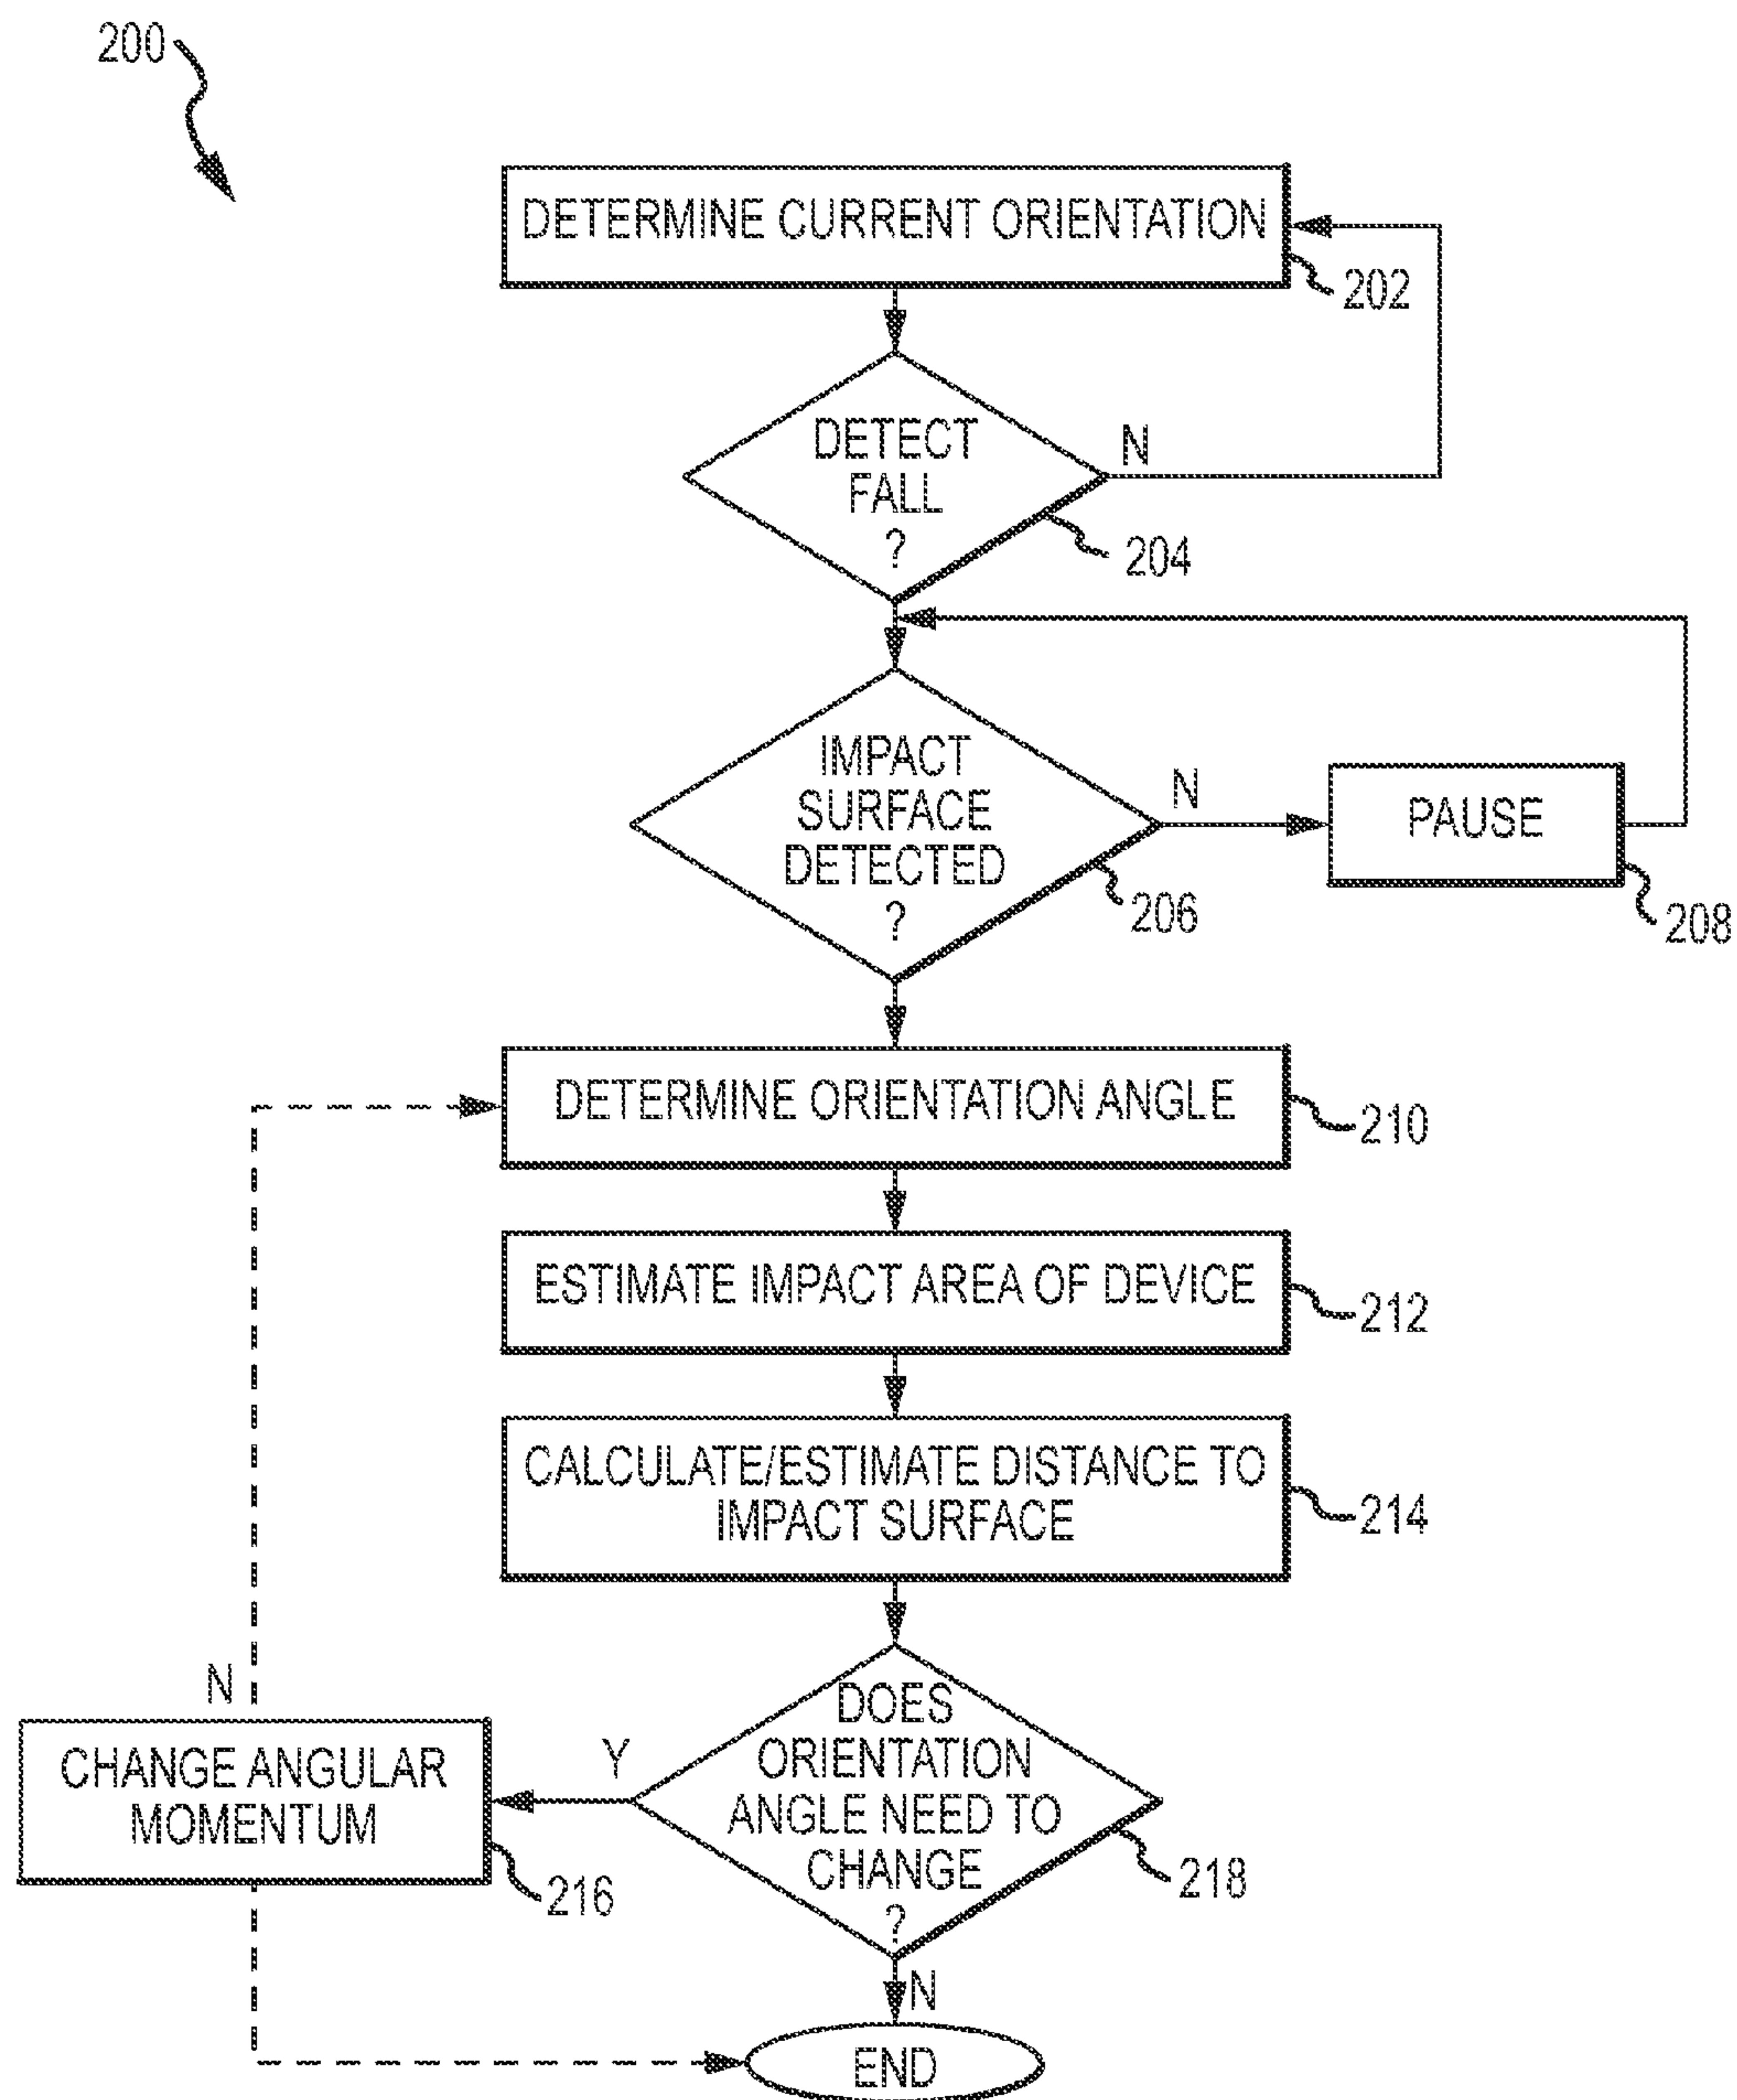 200
DETERMINE CURRENT ORIENTATION
202
DETECT
FALL
?
N
204
IMPACT
SURFACE
DETECTED
?
N
206
PAUSE
208
DETERMINE ORIENTATION ANGLE
210
ESTIMATE IMPACT AREA OF DEVICE
212
CALCULATE/ESTIMATE DISTANCE TO
IMPACT SURFACE
214
N
CHANGE ANGULAR
MOMENTUM
216
Y
DOES
ORIENTATION
ANGLE NEED TO
CHANGE
?
218
N
END